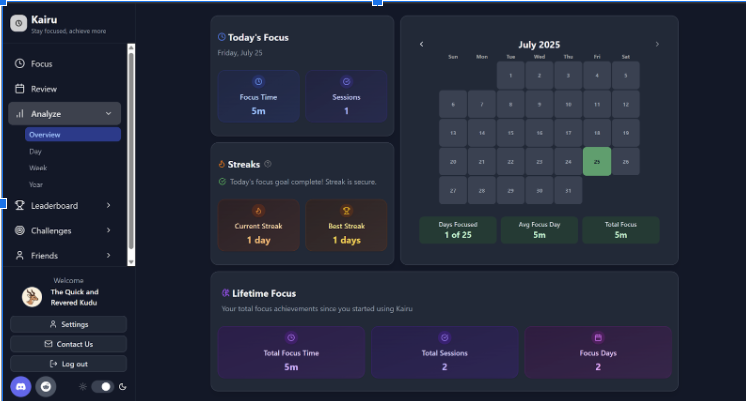 Kairu
Stay focused, achieve more
Focus
Review
Analyze
Overview
Day
Week
Year
Leaderboard
Challenges
Friends
Welcome
The Quick and
Revered Kudu
Settings
Contact Us
Log out
Today's Focus
Friday, July 25
Focus Time
5m
Sessions
1
Streaks
Today's focus goal complete! Streak is secure.
Current Streak
1 day
Best Streak
1 days
July 2025
Sun Mon Tue Wed Thu Fri Sat
1 2 3 4 5
6 7 8 9 10 11 12
13 14 15 16 17 18 19
20 21 22 23 24 25 26
27 28 29 30 31
Days Focused
1 of 25
Avg Focus Day
5m
Total Focus
5m
Lifetime Focus
Your total focus achievements since you started using Kairu
Total Focus Time
5m
Total Sessions
2
Focus Days
2